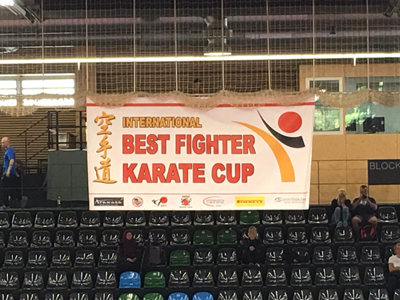 空手道
INTERNATIONAL
BEST FIGHTER
KARATE CUP
BLOCK